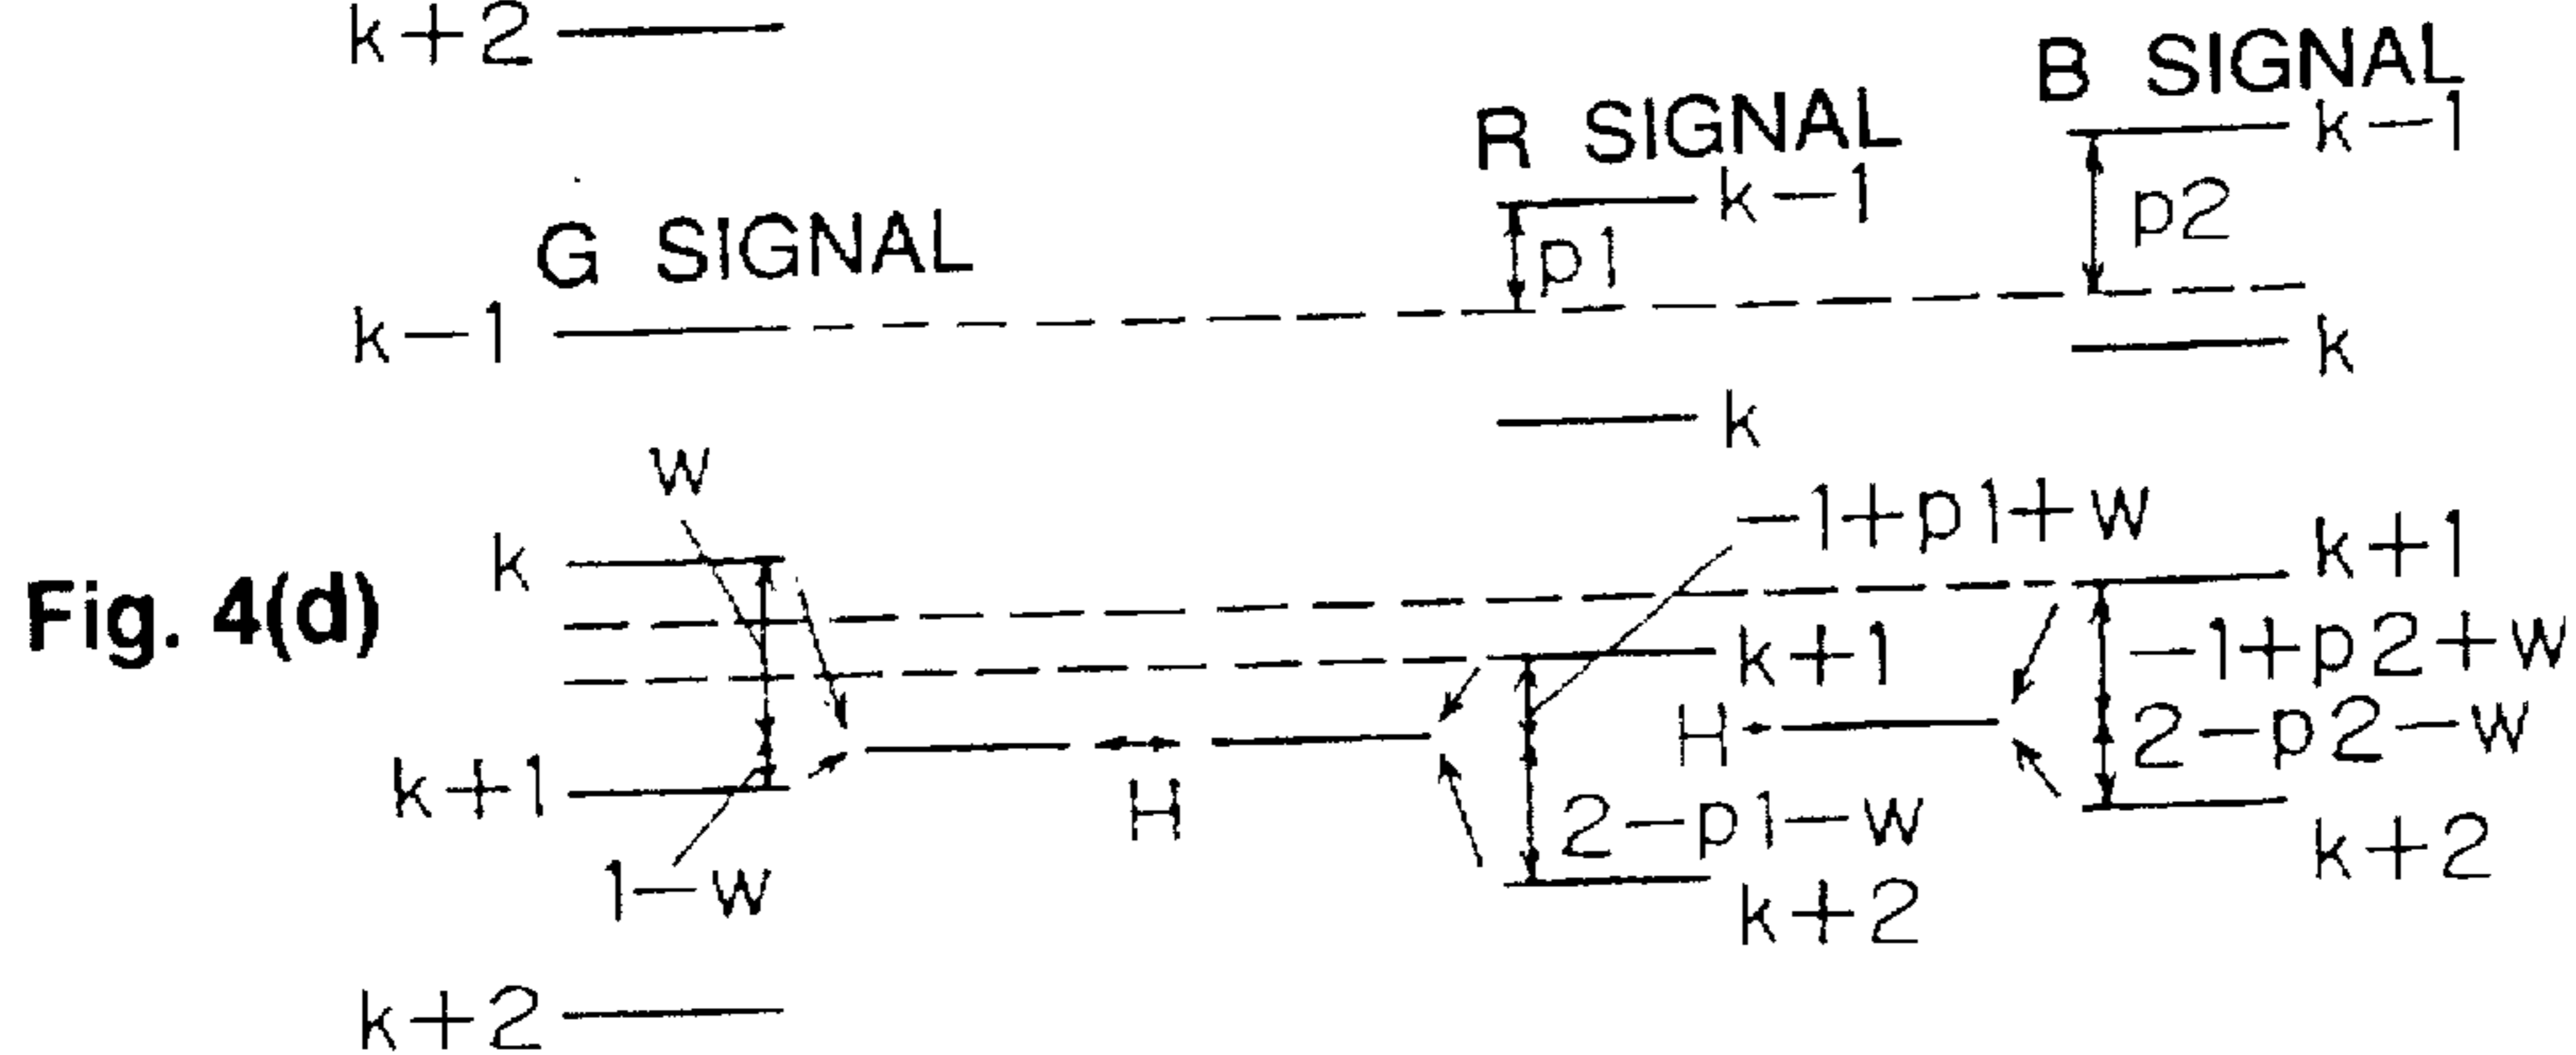 k+2
B SIGNAL
k-1
R SIGNAL
k-1
p2
G SIGNAL
p1
k-1
k
k
w
-1+p1+w
k+1
k
Fig. 4(d)
k+1
-1+p2+w
H
2-p2-w
k+1
H
2-p1-w
k+2
1-w
k+2
k+2